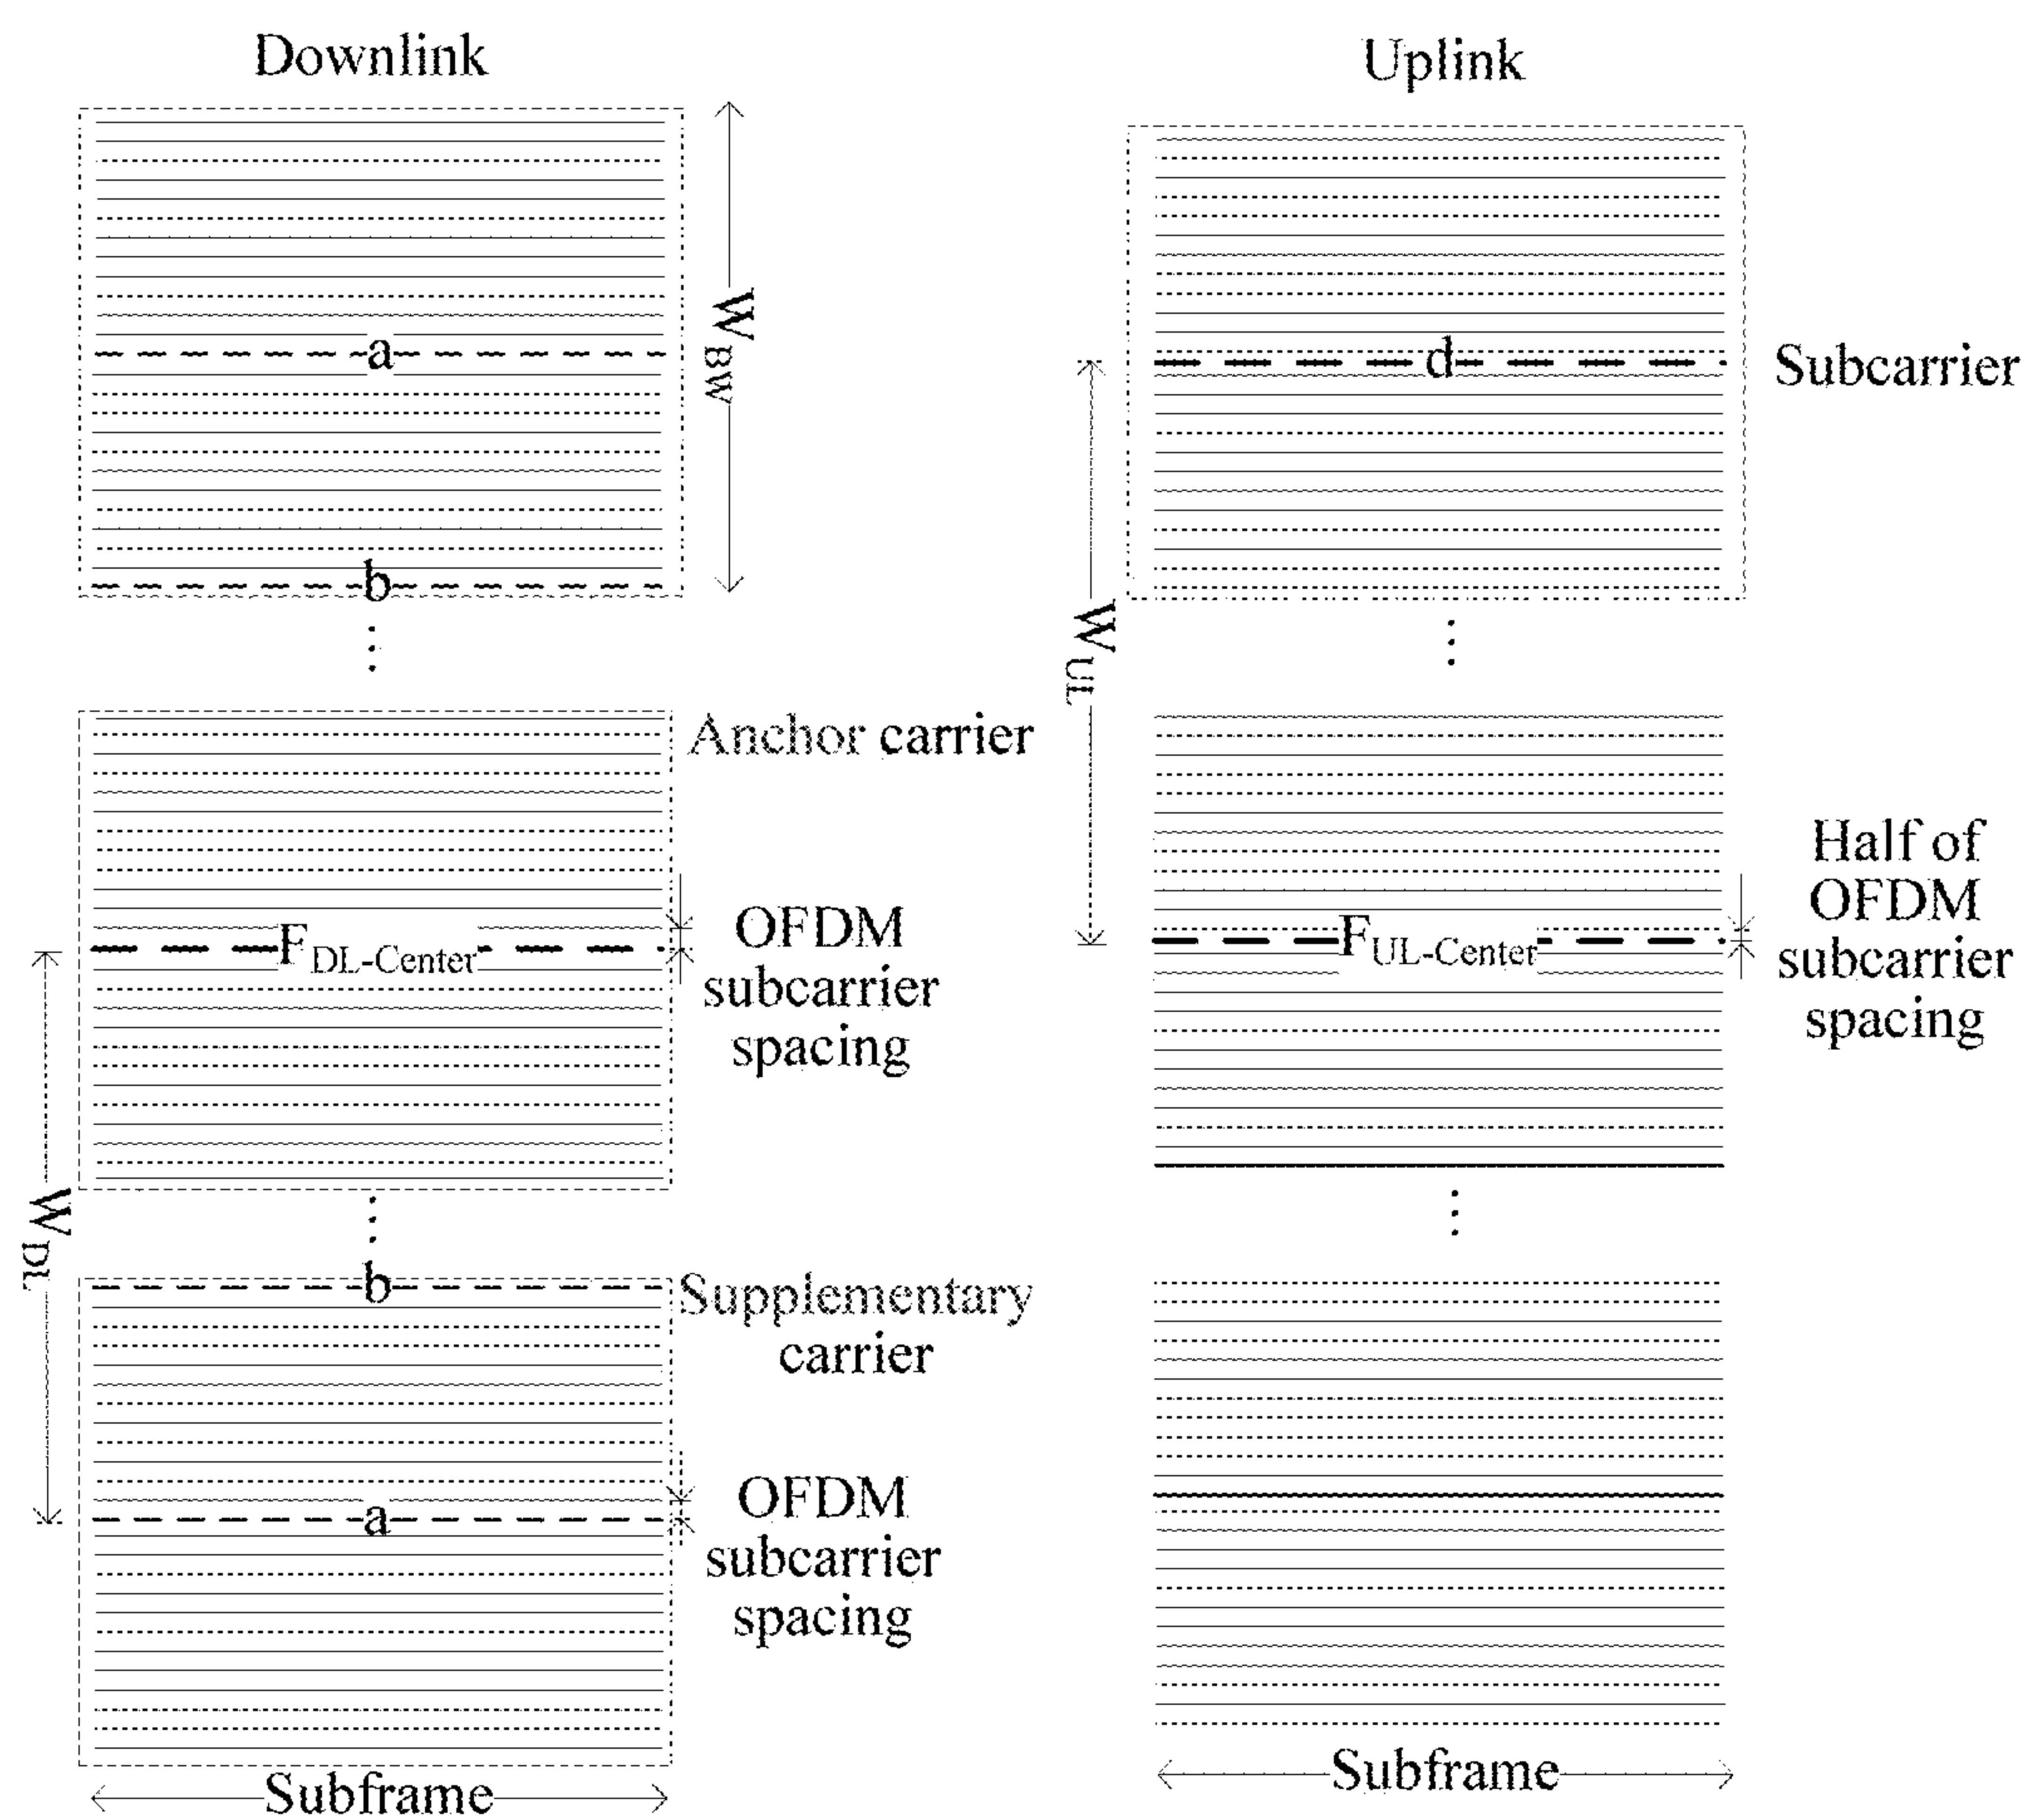 Downlink
Uplink
W_BW
a
b
d
Subcarrier
W_UL
Anchor carrier
F_DL-Center
OFDM
subcarrier
spacing
F_UL-Center
Half of
OFDM
subcarrier
spacing
W_DL
b
Supplementary
carrier
a
OFDM
subcarrier
spacing
Subframe
Subframe